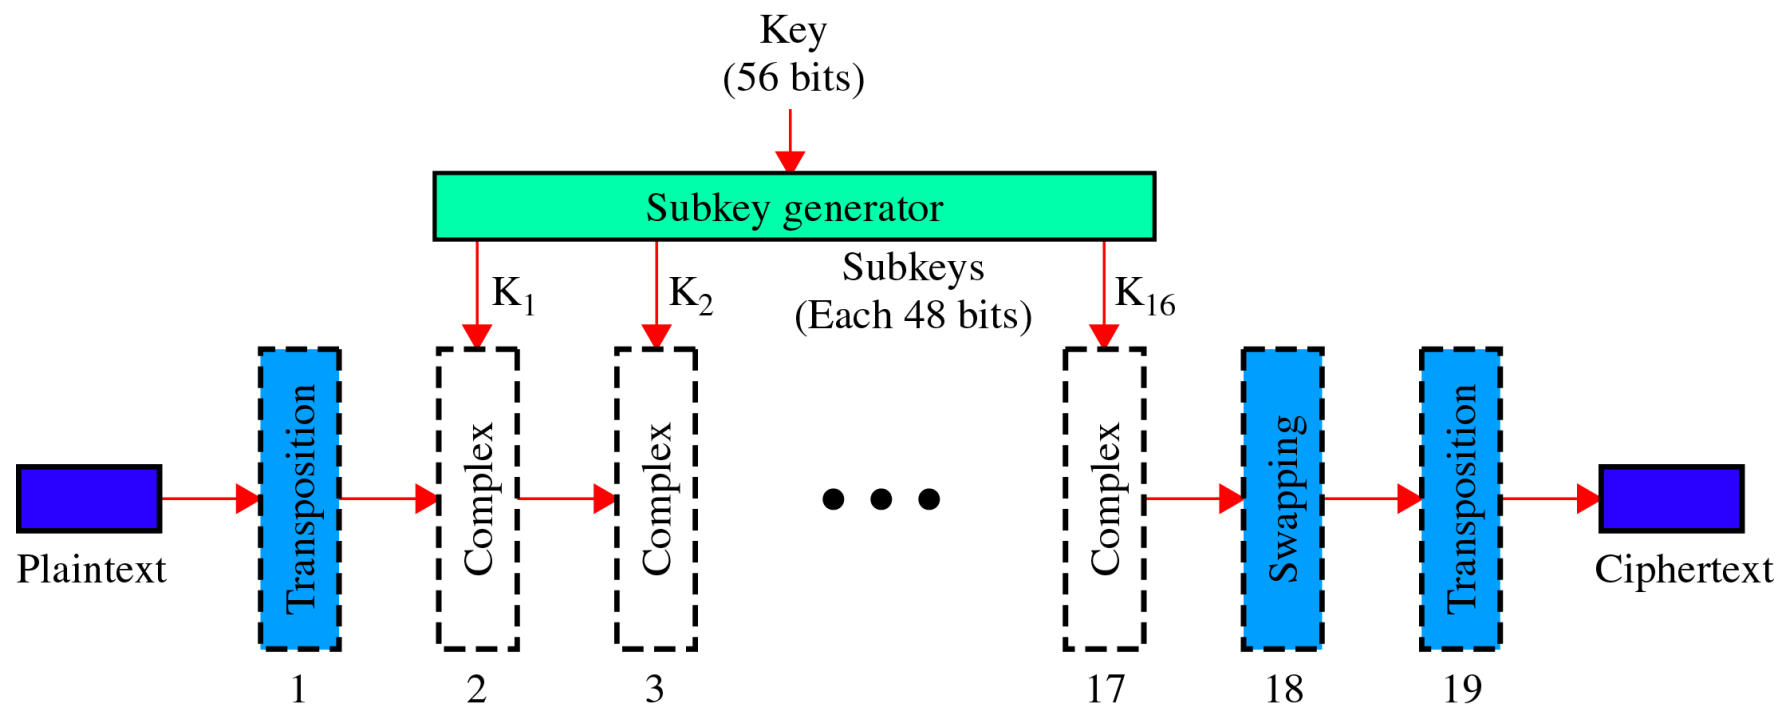 Key
(56 bits)
Subkey generator
K1
K2
Subkeys
(Each 48 bits)
K16
Plaintext
Transposition
Complex
Complex
Complex
Swapping
Transposition
Ciphertext
1
2
3
17
18
19